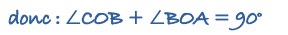 donc : ∠COB + ∠BOA = 90°